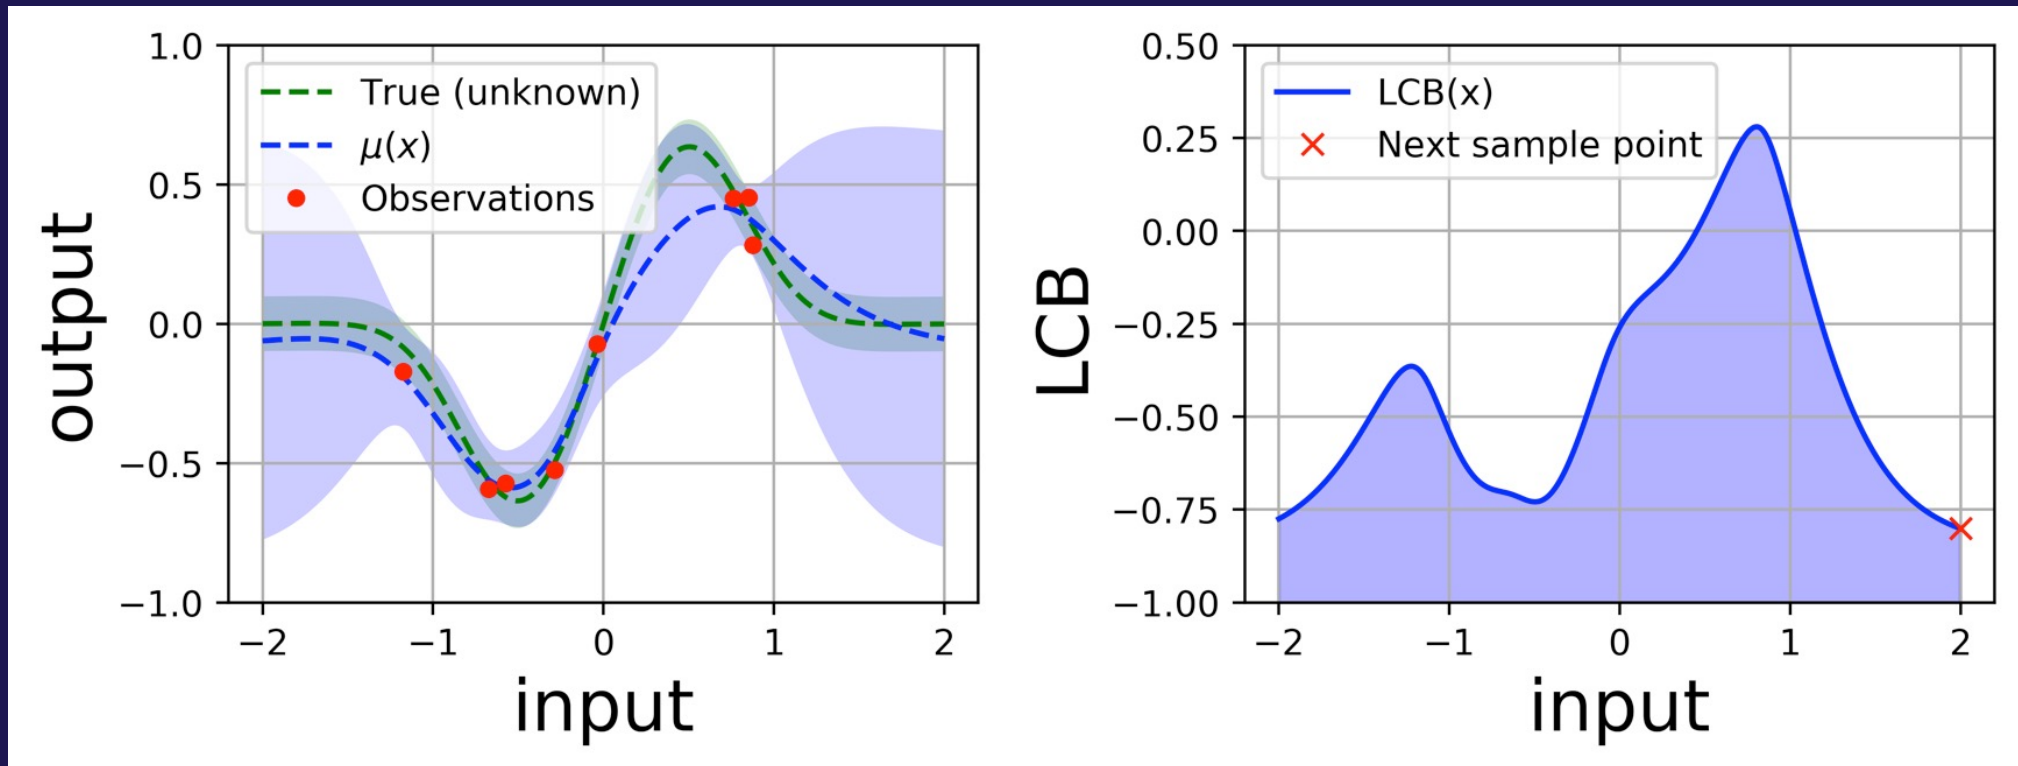 1.0
0.5
0.0
−0.5
−1.0
output
True (unknown)
μ(x)
Observations
−2 −1 0 1 2
input
0.50
0.25
0.00
−0.25
−0.50
−0.75
−1.00
LCB
LCB(x)
Next sample point
−2 −1 0 1 2
input